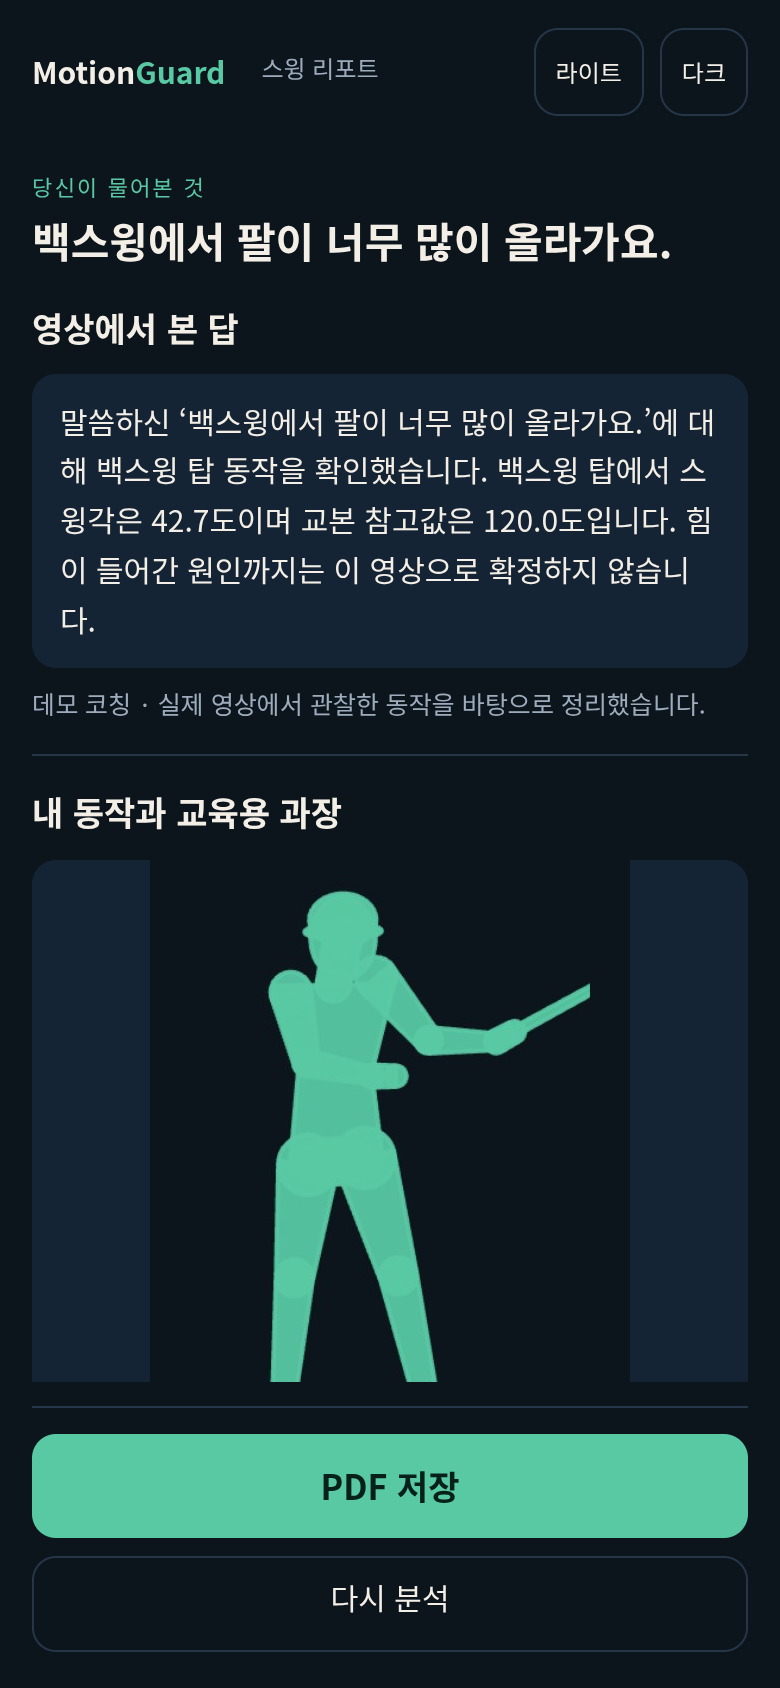 MotionGuard 스윙 리포트 라이트 다크
당신이 물어본 것
백스윙에서 팔이 너무 많이 올라가요.
영상에서 본 답
말씀하신 ‘백스윙에서 팔이 너무 많이 올라가요.’에 대
해 백스윙 탑 동작을 확인했습니다. 백스윙 탑에서 스
윙각은 42.7도이며 교본 참고값은 120.0도입니다. 힘
이 들어간 원인까지는 이 영상으로 확정하지 않습니
다.
데모 코칭 · 실제 영상에서 관찰한 동작을 바탕으로 정리했습니다.
내 동작과 교육용 과장
PDF 저장
다시 분석